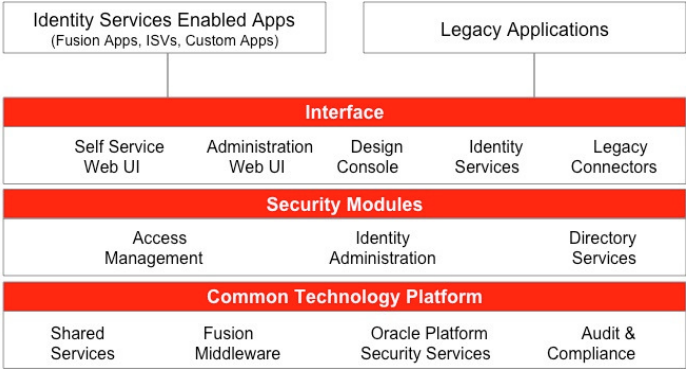 Identity Services Enabled Apps
(Fusion Apps, ISVs, Custom Apps)
Legacy Applications
Interface
Self Service
Web UI
Administration
Web UI
Design
Console
Identity
Services
Legacy
Connectors
Security Modules
Access
Management
Identity
Administration
Directory
Services
Common Technology Platform
Shared
Services
Fusion
Middleware
Oracle Platform
Security Services
Audit &
Compliance